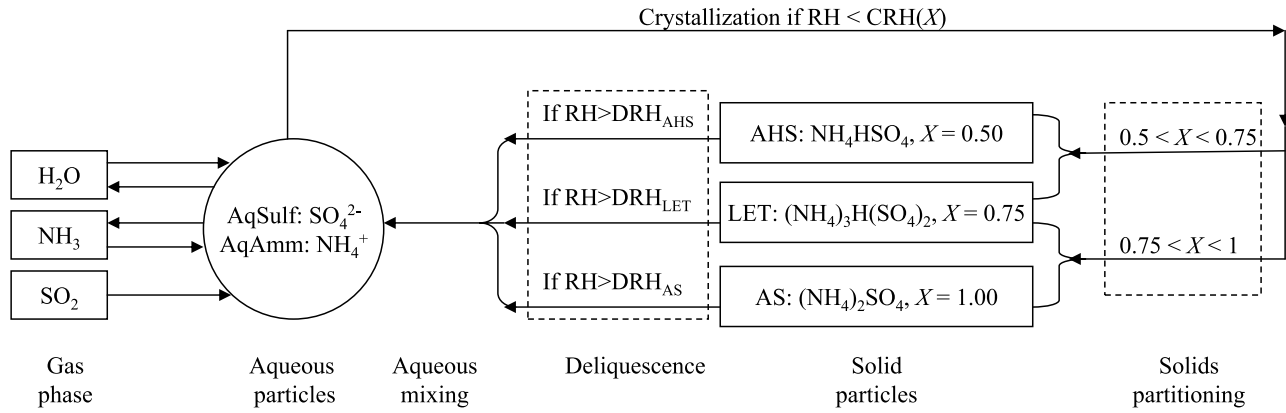 Crystallization if RH < CRH(X)
If RH>DRH_AHS
AHS: NH₄HSO₄, X = 0.50
0.5 < X < 0.75
H₂O
If RH>DRH_LET
LET: (NH₄)₃H(SO₄)₂, X = 0.75
AqSulf: SO₄²⁻
AqAmm: NH₄⁺
NH₃
0.75 < X < 1
SO₂
If RH>DRH_AS
AS: (NH₄)₂SO₄, X = 1.00
Gas
phase
Aqueous
particles
Aqueous
mixing
Deliquescence
Solid
particles
Solids
partitioning